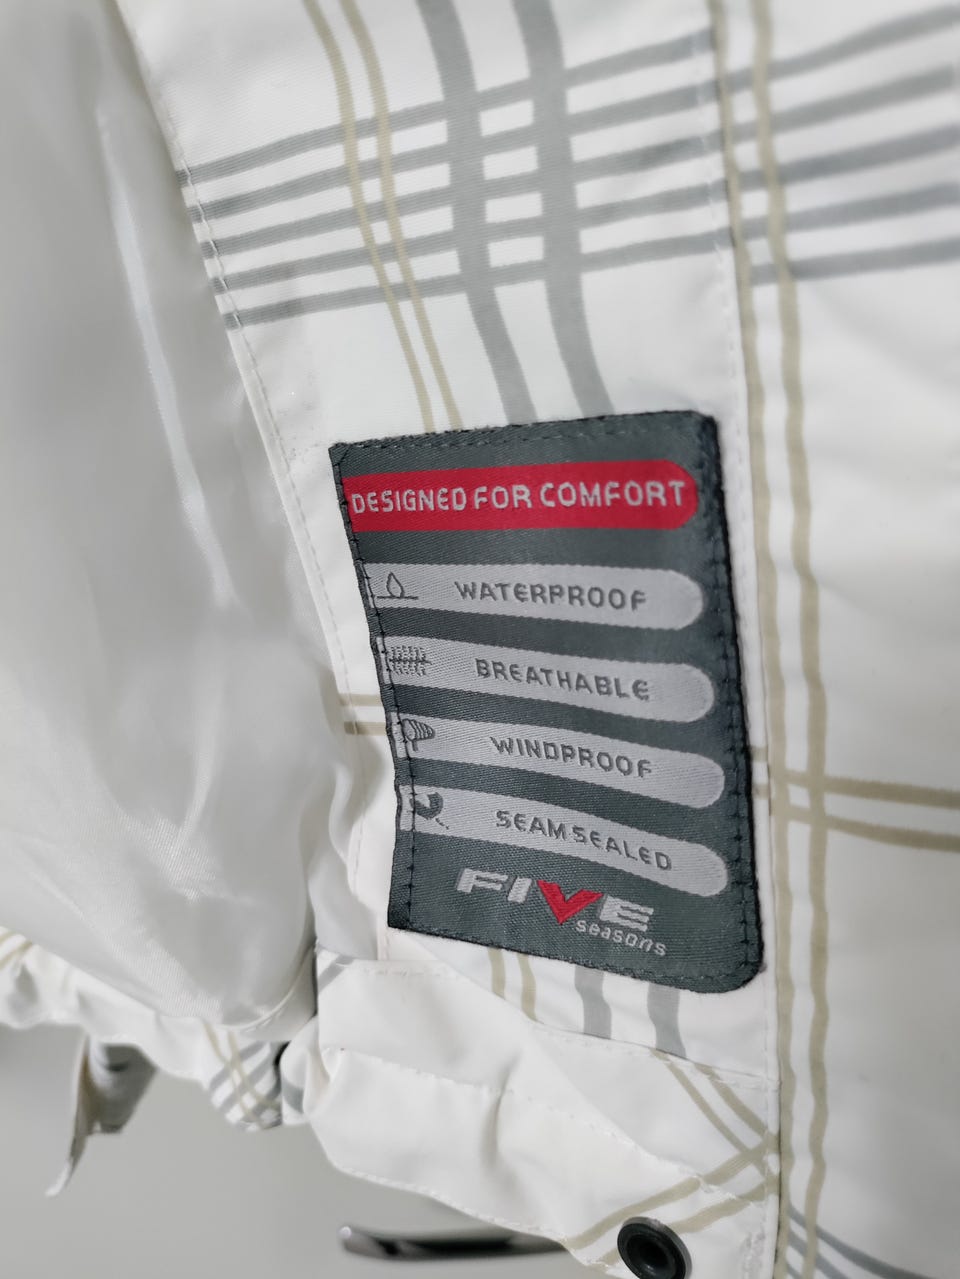 DESIGNED FOR COMFORT
WATERPROOF
BREATHABLE
WINDPROOF
SEAM SEALED
FIVE
seasons